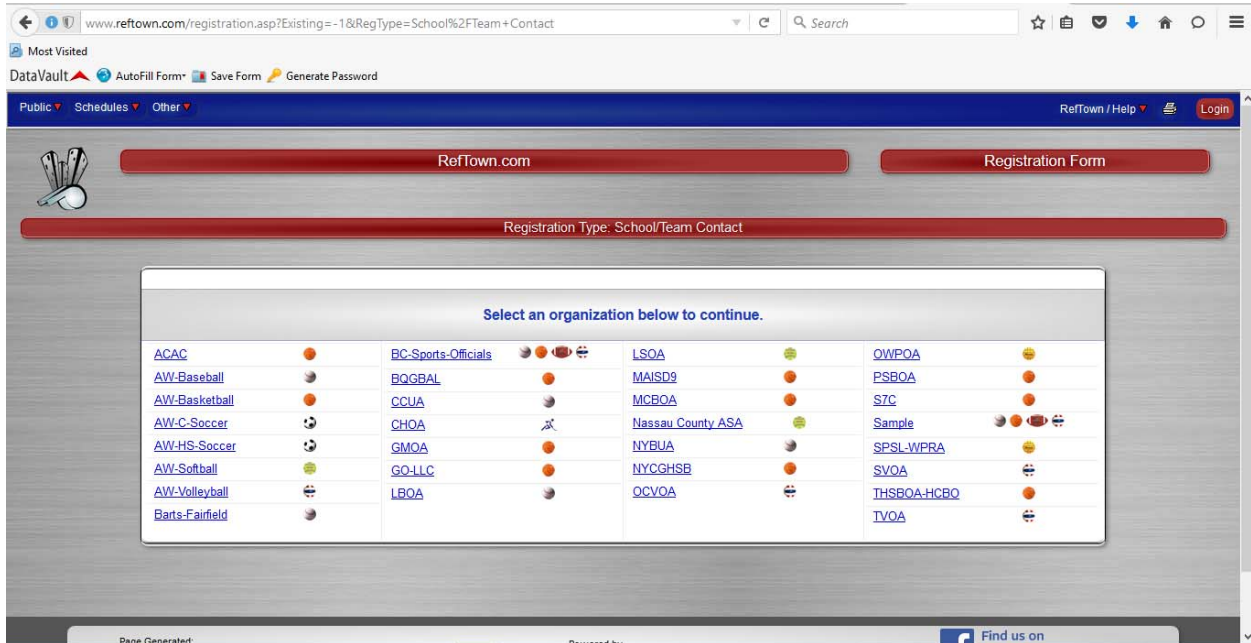 www.reftown.com/registration.asp?Existing=-1&RegType=School%2FTeam+Contact
Search
Most Visited
DataVault AutoFill Form Save Form Generate Password
Public Schedules Other RefTown / Help Login
RefTown.com Registration Form
Registration Type: School/Team Contact
Select an organization below to continue.
ACAC BC-Sports-Officials LSOA OWPOA
AW-Baseball BQGBAL MAISD9 PSBOA
AW-Basketball CCUA MCBOA S7C
AW-C-Soccer CHOA Nassau County ASA Sample
AW-HS-Soccer GMOA NYBUA SPSL-WPRA
AW-Softball GO-LLC NYCGHSB SVOA
AW-Volleyball LBOA OCVOA THSBOA-HCBO
Barts-Fairfield TVOA
Page Generated: Powered by Find us on